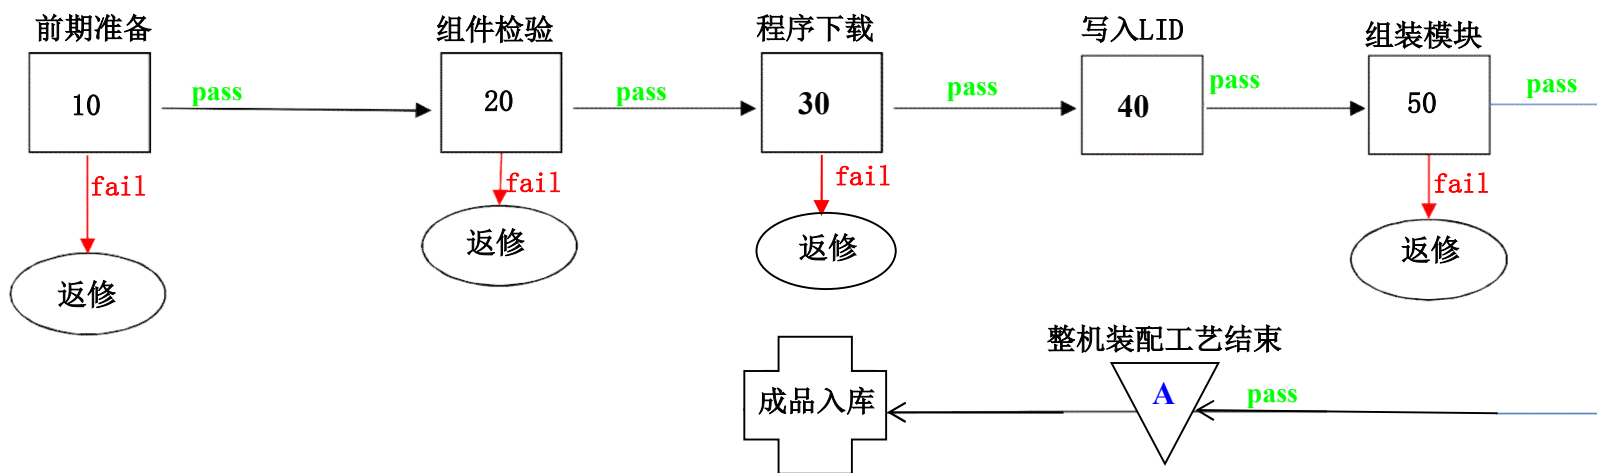 前期准备
组件检验
程序下载
写入LID
组装模块
10
pass
20
pass
30
pass
40
pass
50
pass
fail
fail
fail
fail
返修
返修
返修
返修
整机装配工艺结束
成品入库
A
pass